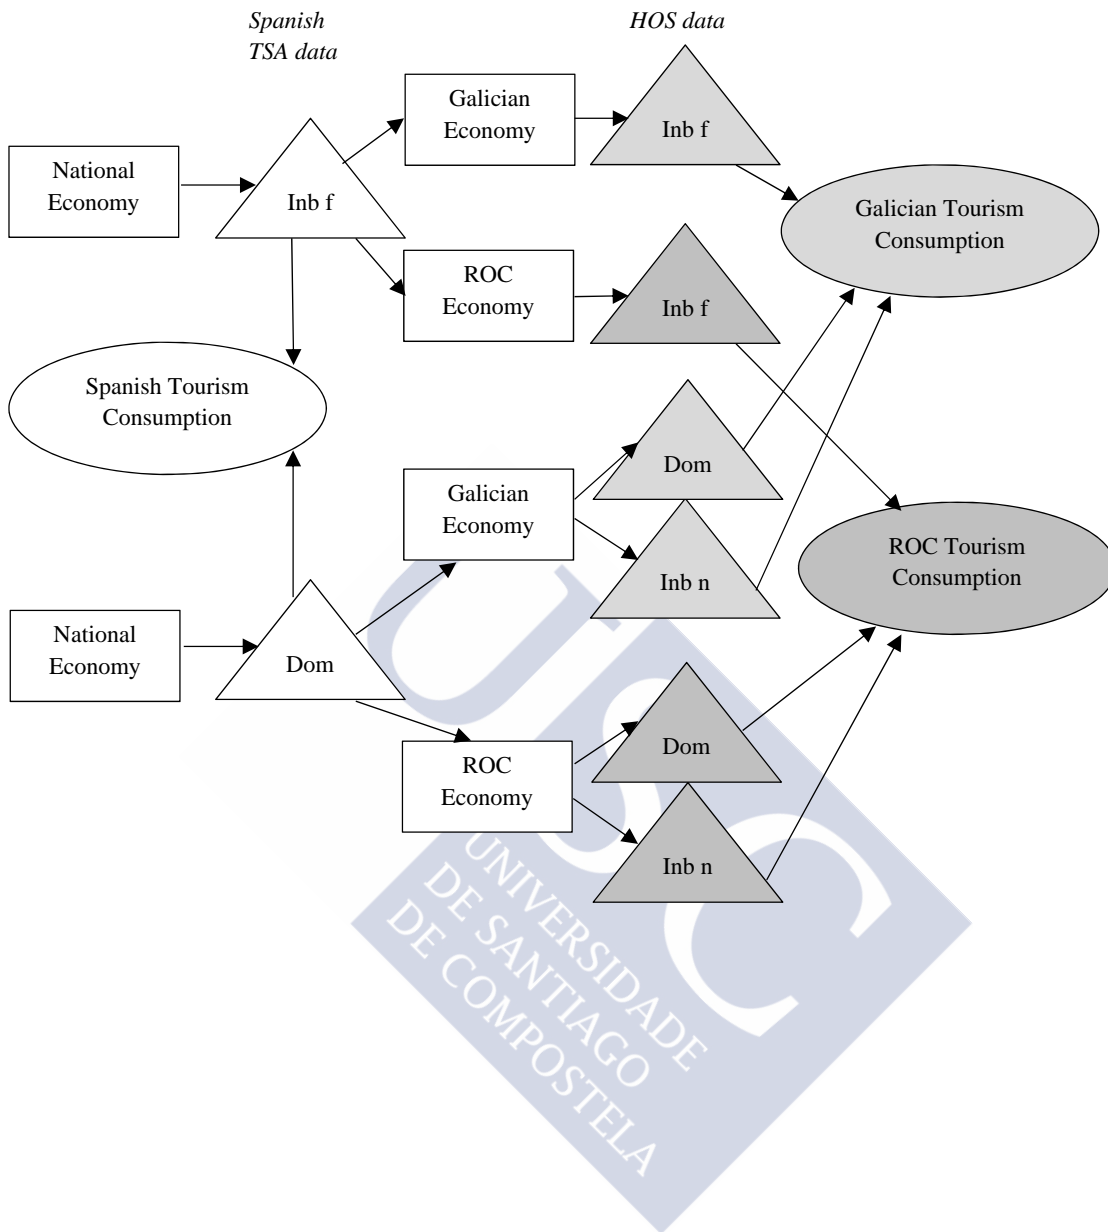 Spanish
TSA data
HOS data
Galician
Economy
Inb f
National
Economy
Inb f
Galician Tourism
Consumption
ROC
Economy
Inb f
Spanish Tourism
Consumption
Dom
Galician
Economy
Inb n
ROC Tourism
Consumption
National
Economy
Dom
Dom
ROC
Economy
Inb n
USC
UNIVERSIDADE
DE SANTIAGO
DE COMPOSTELA